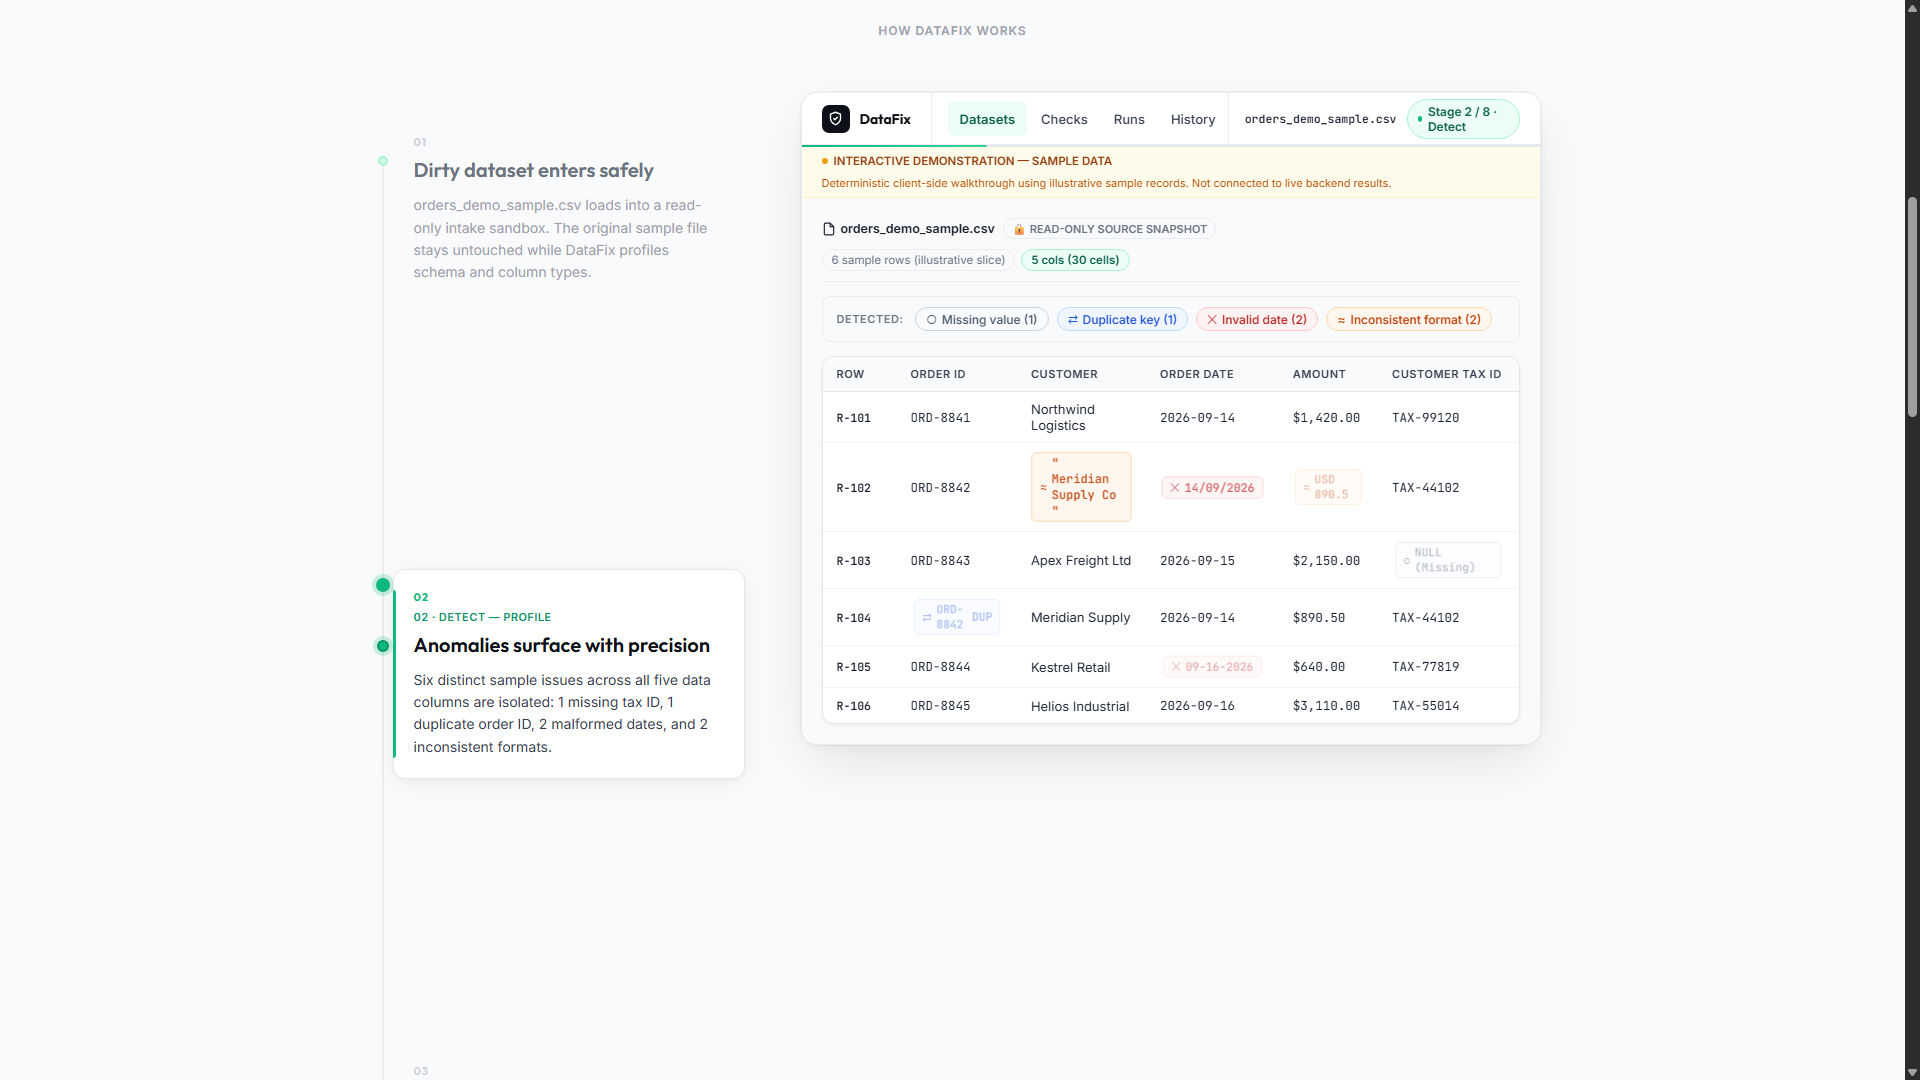 HOW DATAFIX WORKS
01
Dirty dataset enters safely
orders_demo_sample.csv loads into a read-
only intake sandbox. The original sample file
stays untouched while DataFix profiles
schema and column types.
02
02 · DETECT — PROFILE
Anomalies surface with precision
Six distinct sample issues across all five data
columns are isolated: 1 missing tax ID, 1
duplicate order ID, 2 malformed dates, and 2
inconsistent formats.
03
DataFix
Datasets Checks Runs History
orders_demo_sample.csv
Stage 2 / 8 ·
Detect
INTERACTIVE DEMONSTRATION — SAMPLE DATA
Deterministic client-side walkthrough using illustrative sample records. Not connected to live backend results.
orders_demo_sample.csv
🔒 READ-ONLY SOURCE SNAPSHOT
6 sample rows (illustrative slice)
5 cols (30 cells)
DETECTED: ○ Missing value (1) ⇄ Duplicate key (1) ✕ Invalid date (2) ≈ Inconsistent format (2)
ROW ORDER ID CUSTOMER ORDER DATE AMOUNT CUSTOMER TAX ID
R-101 ORD-8841 Northwind
Logistics 2026-09-14 $1,420.00 TAX-99120
R-102 ORD-8842 ≈ "
Meridian
Supply Co
" ✕ 14/09/2026 ≈ USD
890.5 TAX-44102
R-103 ORD-8843 Apex Freight Ltd 2026-09-15 $2,150.00 ○ NULL
(Missing)
R-104 ⇄ ORD-
8842 DUP Meridian Supply 2026-09-14 $890.50 TAX-44102
R-105 ORD-8844 Kestrel Retail ✕ 09-16-2026 $640.00 TAX-77819
R-106 ORD-8845 Helios Industrial 2026-09-16 $3,110.00 TAX-55014